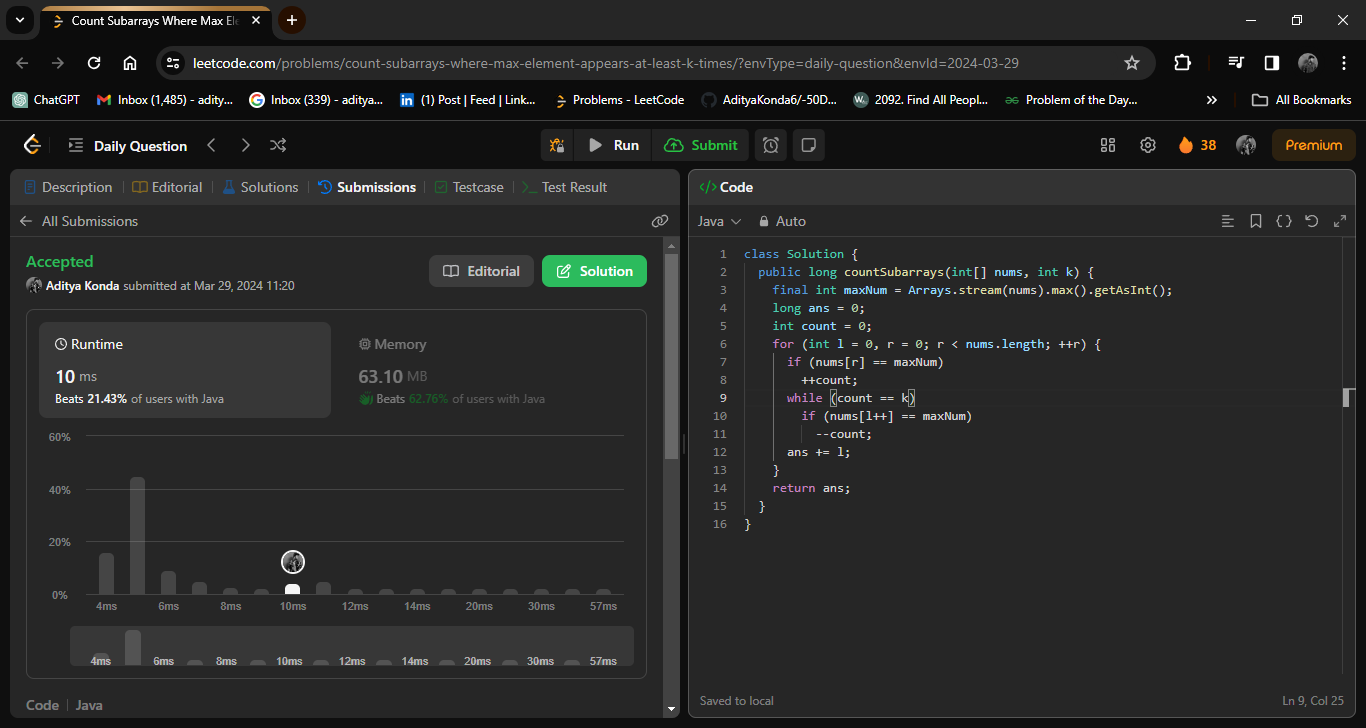 Count Subarrays Where Max Ele
leetcode.com/problems/count-subarrays-where-max-element-appears-at-least-k-times/?envType=daily-question&envId=2024-03-29
ChatGPT
Inbox (1,485) - adity...
Inbox (339) - aditya...
(1) Post | Feed | Link...
Problems - LeetCode
AdityaKonda6/-50D...
2092. Find All Peopl...
Problem of the Day...
All Bookmarks
Daily Question
Run
Submit
38
Premium
Description
Editorial
Solutions
Submissions
Testcase
Test Result
All Submissions
Accepted
Aditya Konda submitted at Mar 29, 2024 11:20
Editorial
Solution
Runtime
10 ms
Beats 21.43% of users with Java
Memory
63.10 MB
Beats 62.76% of users with Java
60%
40%
20%
0%
4ms 6ms 8ms 10ms 12ms 14ms 20ms 30ms 57ms
4ms 6ms 8ms 10ms 12ms 14ms 20ms 30ms 57ms
Code | Java
</> Code
Java
Auto
1 class Solution {
2 public long countSubarrays(int[] nums, int k) {
3 final int maxNum = Arrays.stream(nums).max().getAsInt();
4 long ans = 0;
5 int count = 0;
6 for (int l = 0, r = 0; r < nums.length; ++r) {
7 if (nums[r] == maxNum)
8 ++count;
9 while (count == k)
10 if (nums[l++] == maxNum)
11 --count;
12 ans += l;
13 }
14 return ans;
15 }
16 }
Saved to local
Ln 9, Col 25